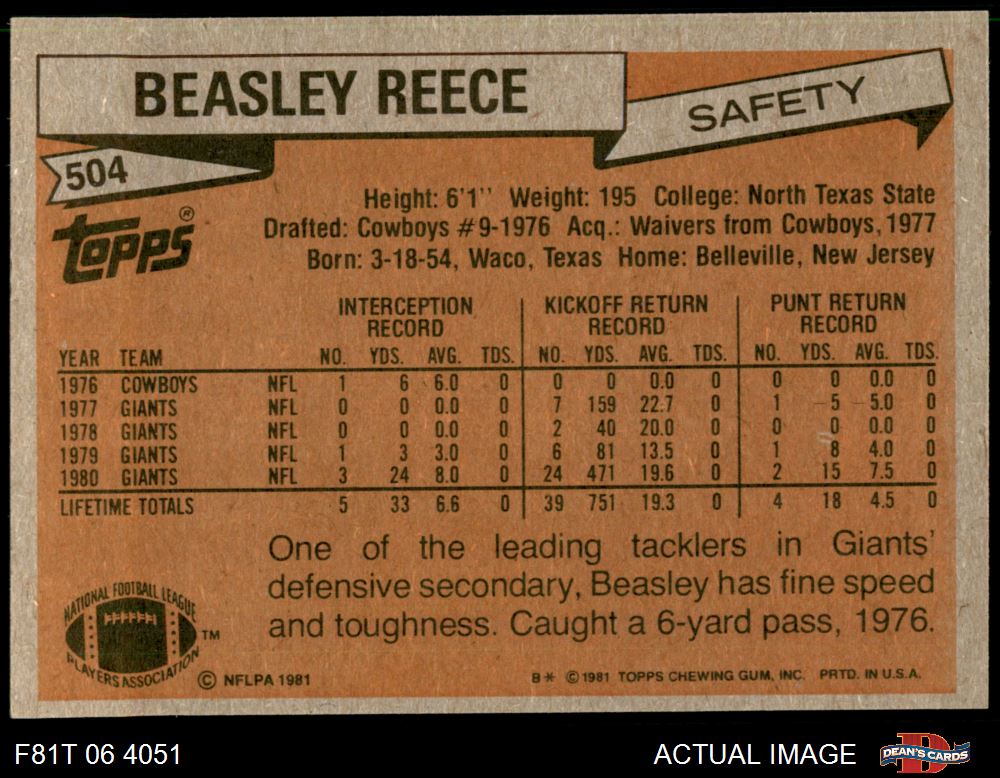 BEASLEY REECE
SAFETY
504
Height: 6'1'' Weight: 195 College: North Texas State
topps®
Drafted: Cowboys #9-1976 Acq.: Waivers from Cowboys, 1977
Born: 3-18-54, Waco, Texas Home: Belleville, New Jersey
INTERCEPTION RECORD KICKOFF RETURN RECORD PUNT RETURN RECORD
YEAR TEAM NO. YDS. AVG. TDS. NO. YDS. AVG. TDS. NO. YDS. AVG. TDS.
1976 COWBOYS NFL 1 6 6.0 0 0 0 0.0 0 0 0 0.0 0
1977 GIANTS NFL 0 0 0.0 0 7 159 22.7 0 1 -5 -5.0 0
1978 GIANTS NFL 0 0 0.0 0 2 40 20.0 0 0 0 0.0 0
1979 GIANTS NFL 1 3 3.0 0 6 81 13.5 0 1 8 4.0 0
1980 GIANTS NFL 3 24 8.0 0 24 471 19.6 0 2 15 7.5 0
LIFETIME TOTALS 5 33 6.6 0 39 751 19.3 0 4 18 4.5 0
One of the leading tacklers in Giants'
defensive secondary, Beasley has fine speed
and toughness. Caught a 6-yard pass, 1976.
NATIONAL FOOTBALL LEAGUE
PLAYERS ASSOCIATION TM
© NFLPA 1981
B* © 1981 TOPPS CHEWING GUM, INC. PRTD. IN U.S.A.
F81T 06 4051
ACTUAL IMAGE
DEAN'S CARDS